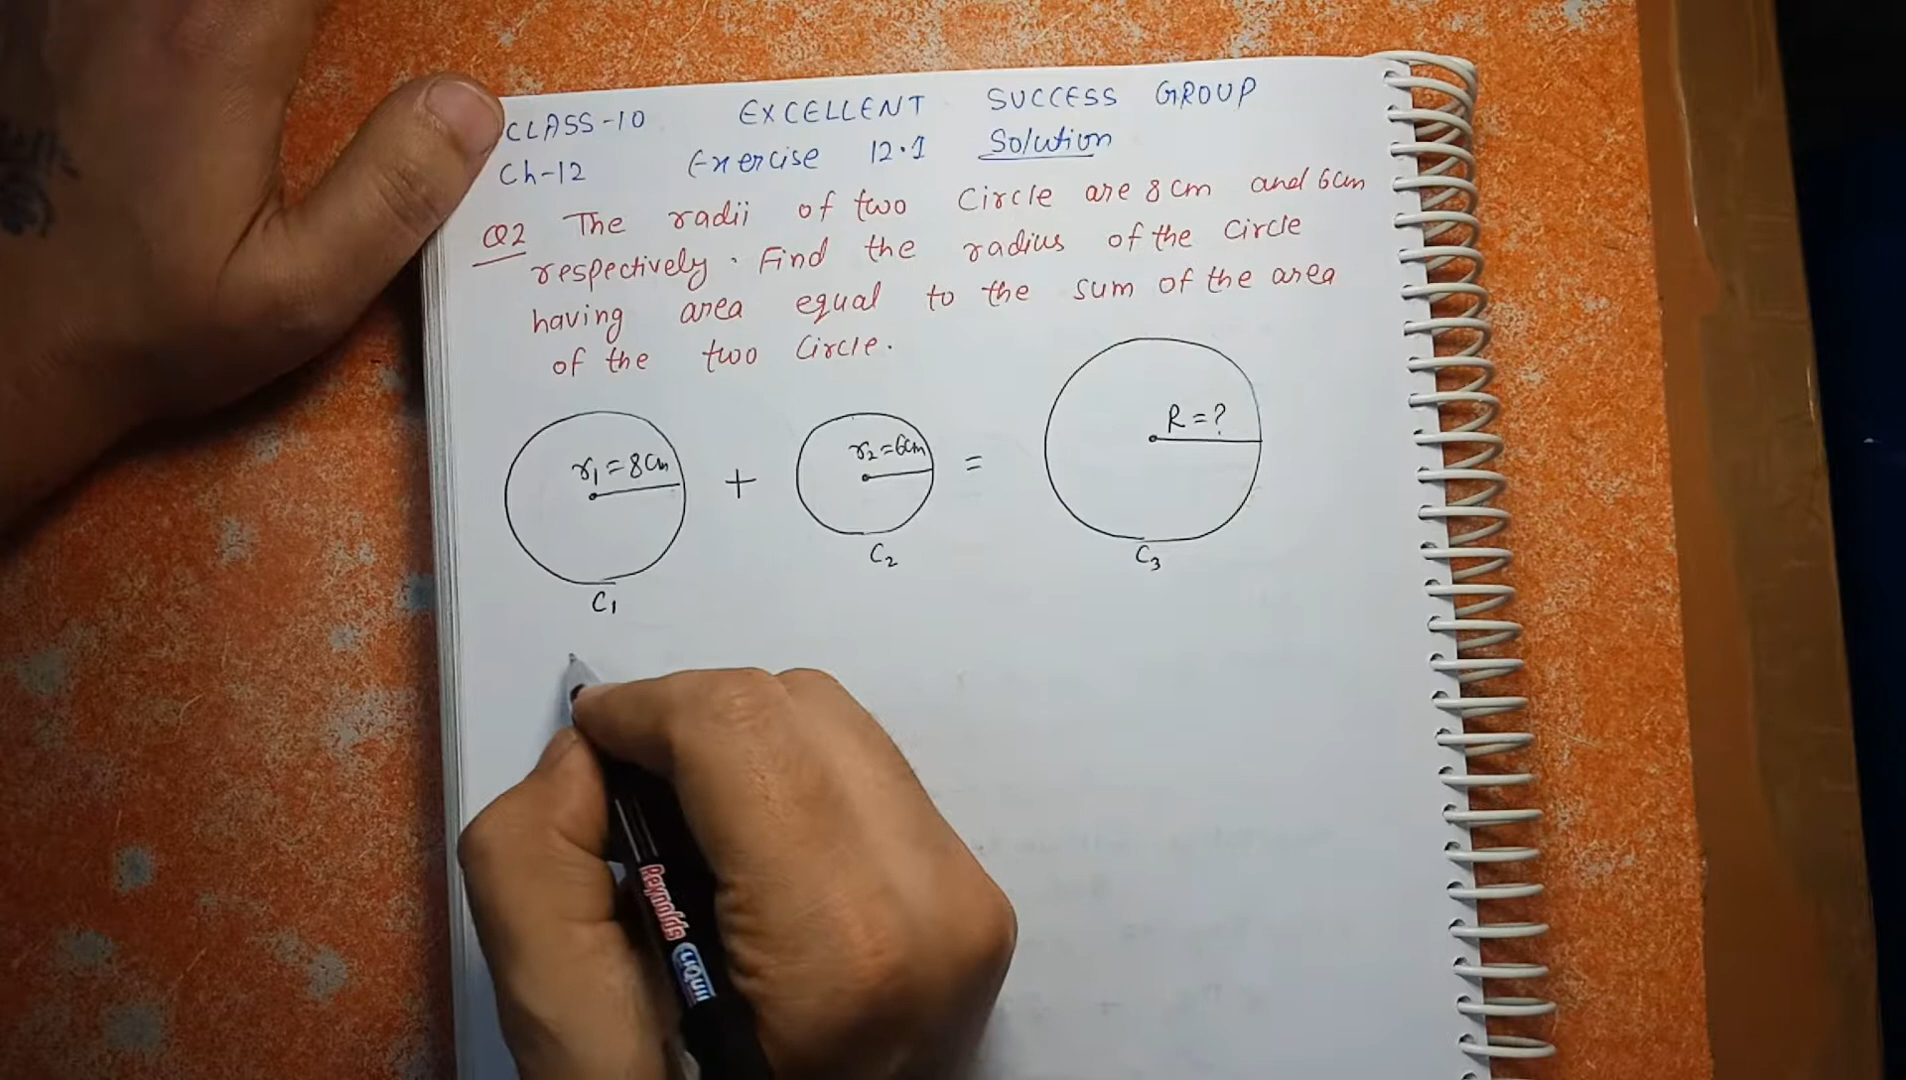 CLASS-10 EXCELLENT SUCCESS GROUP
Ch-12 Exercise 12.1 Solution
Q2 The radii of two Circle are 8cm and 6cm
respectively. Find the radius of the circle
having area equal to the sum of the area
of the two Circle.
r₁=8cm + r₂=6cm = R=?
C₁ C₂ C₃
Reynolds